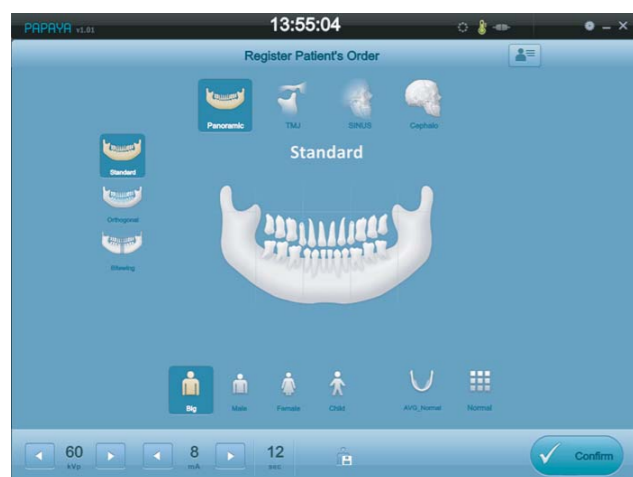 PAPAYA v1.01
13:55:04
Register Patient's Order
Panoramic TMJ SINUS Cephalo
Standard
Standard
Orthogonal
Bitewing
Big Male Female Child AVG_Normal Normal
60 8 12
kVp mA sec
Confirm